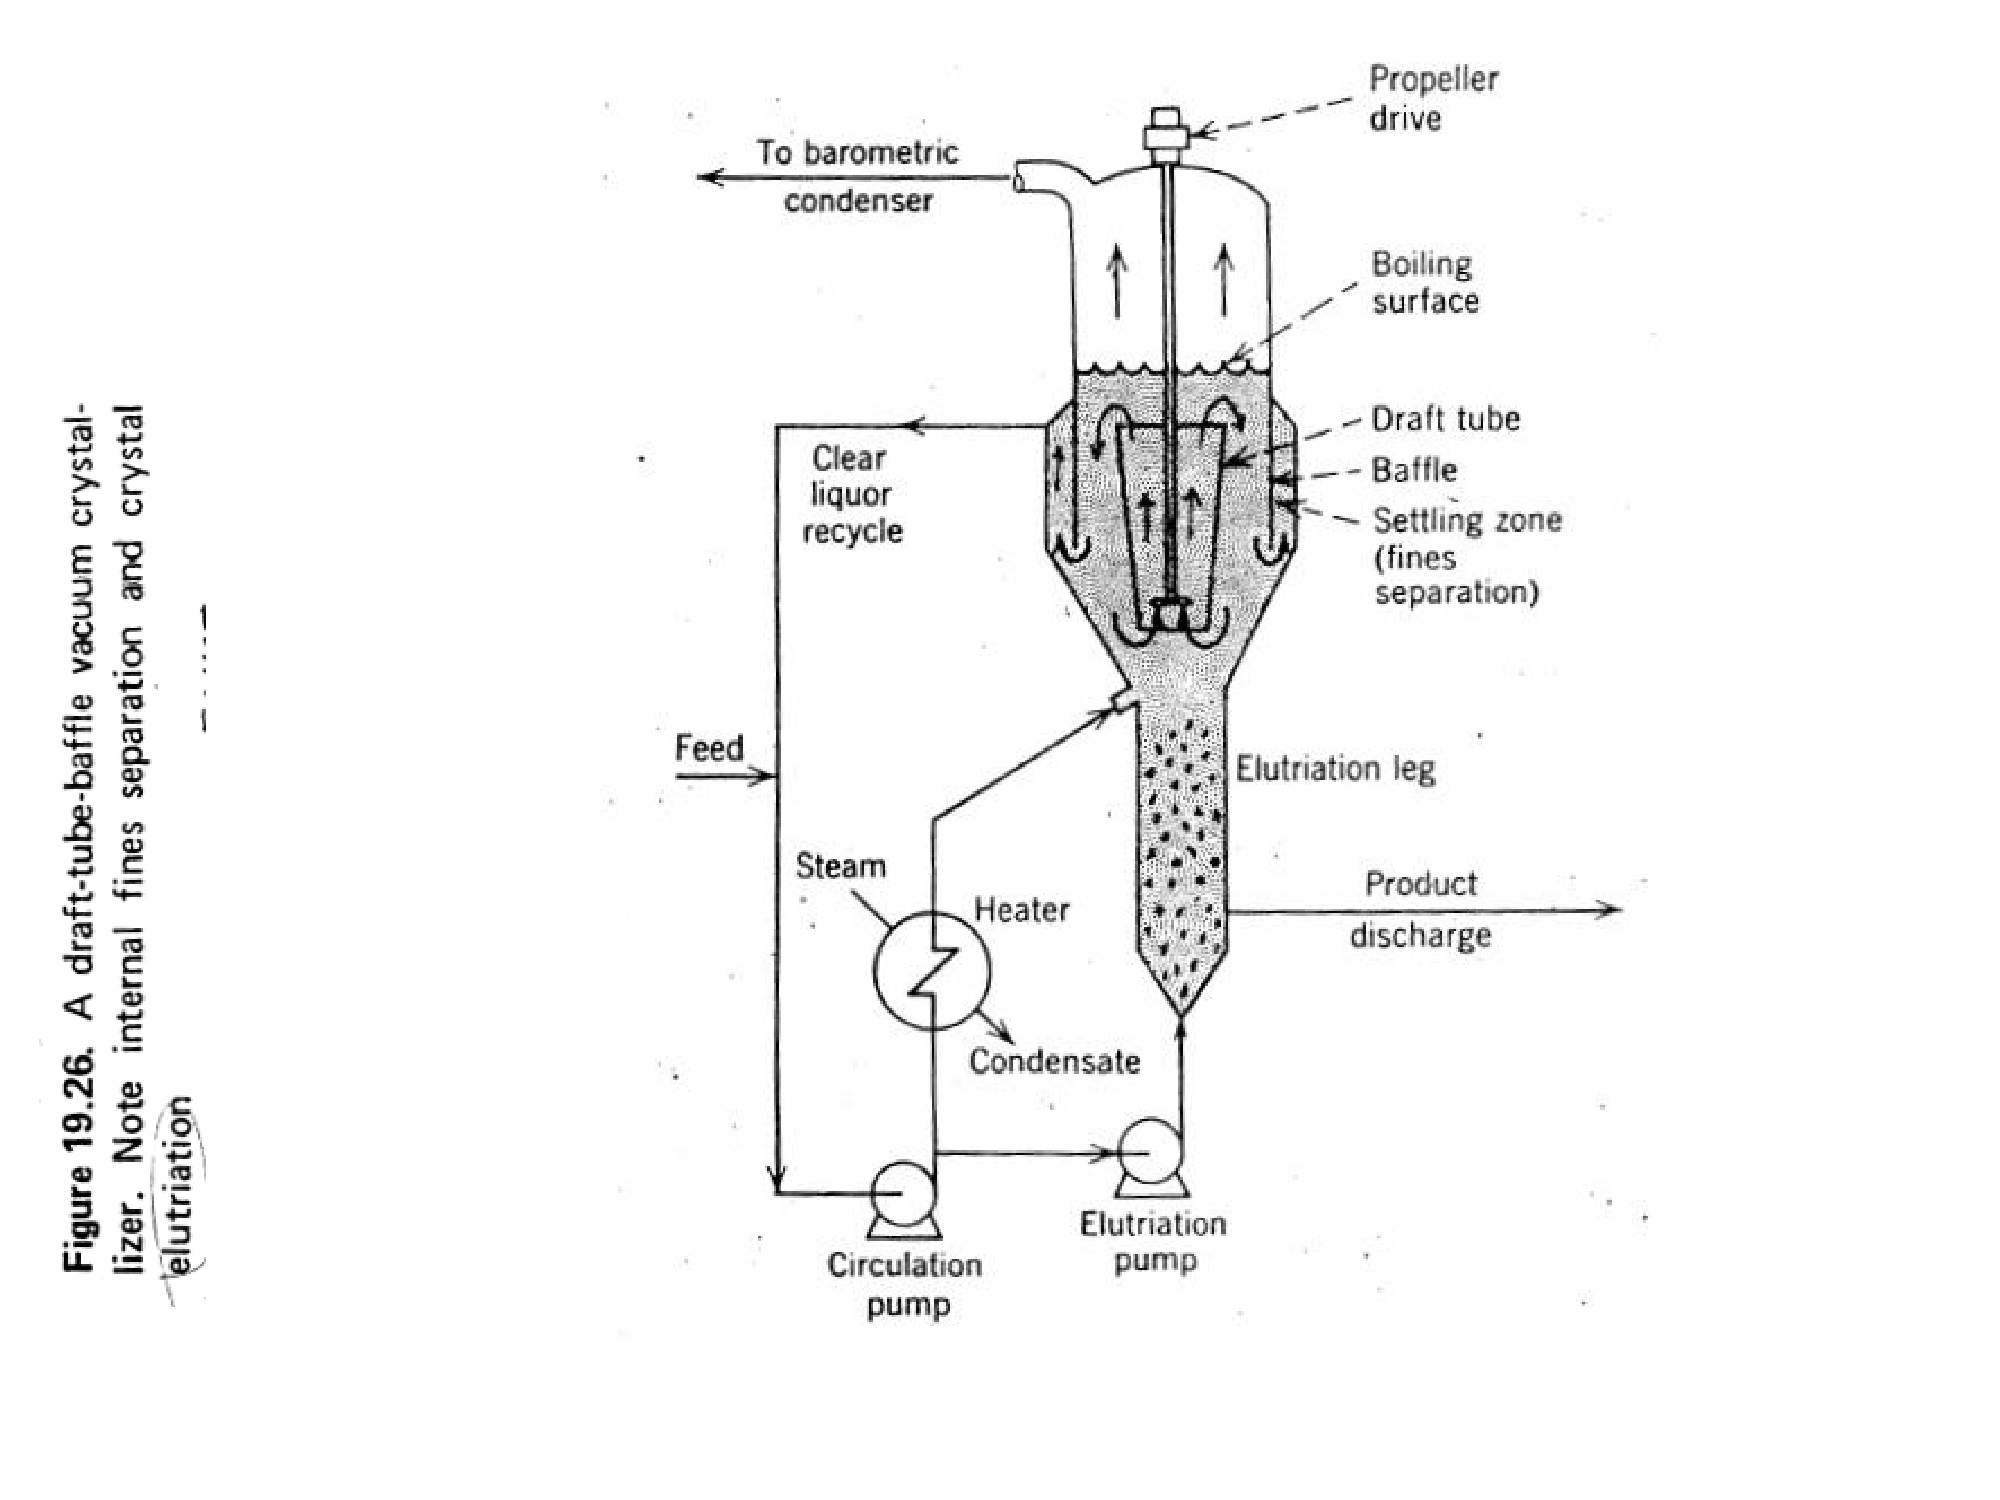 Propeller
drive
To barometric
condenser
Boiling
surface
Draft tube
Baffle
Settling zone
(fines
separation)
Clear
liquor
recycle
Feed
Elutriation leg
Steam
Heater
Product
discharge
Condensate
Elutriation
pump
Circulation
pump
Figure 19.26. A draft-tube-baffle vacuum crystal-
lizer. Note internal fines separation and crystal
elutriation